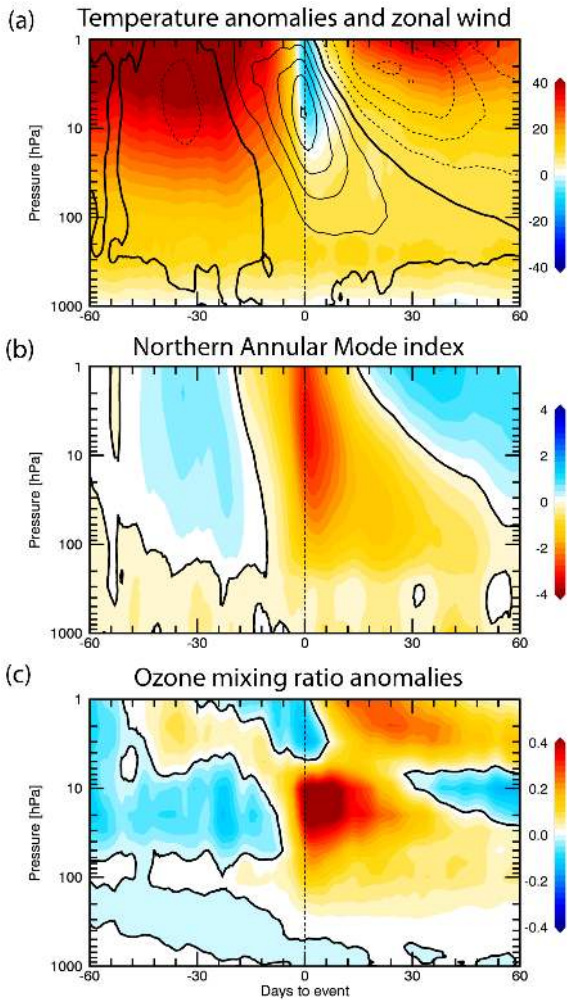 (a) Temperature anomalies and zonal wind
1
10
100
1000
Pressure [hPa]
-60 -30 0 30 60
40
20
0
-20
-40
(b) Northern Annular Mode index
1
10
100
1000
Pressure [hPa]
-60 -30 0 30 60
4
2
0
-2
-4
(c) Ozone mixing ratio anomalies
1
10
100
1000
Pressure [hPa]
-60 -30 0 30 60
Days to event
0.4
0.2
0.0
-0.2
-0.4